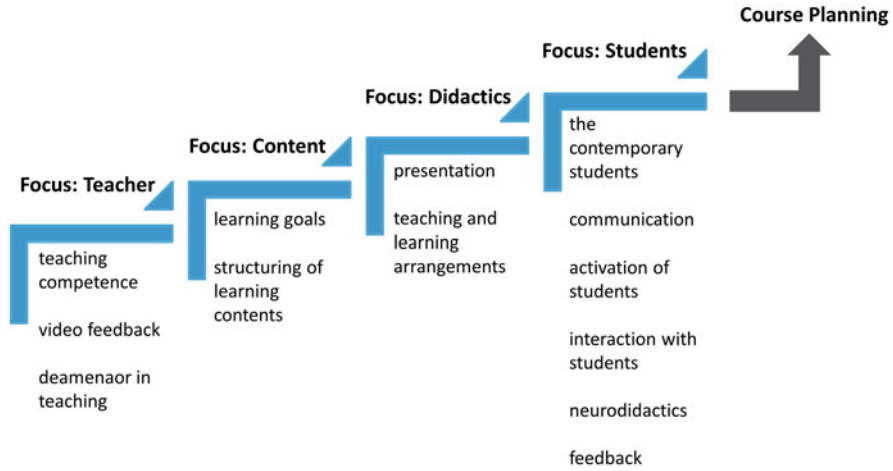 Course Planning
Focus: Students
the
contemporary
students
communication
activation of
students
interaction with
students
neurodidactics
feedback
Focus: Didactics
presentation
teaching and
learning
arrangements
Focus: Content
learning goals
structuring of
learning
contents
Focus: Teacher
teaching
competence
video feedback
deamenaor in
teaching